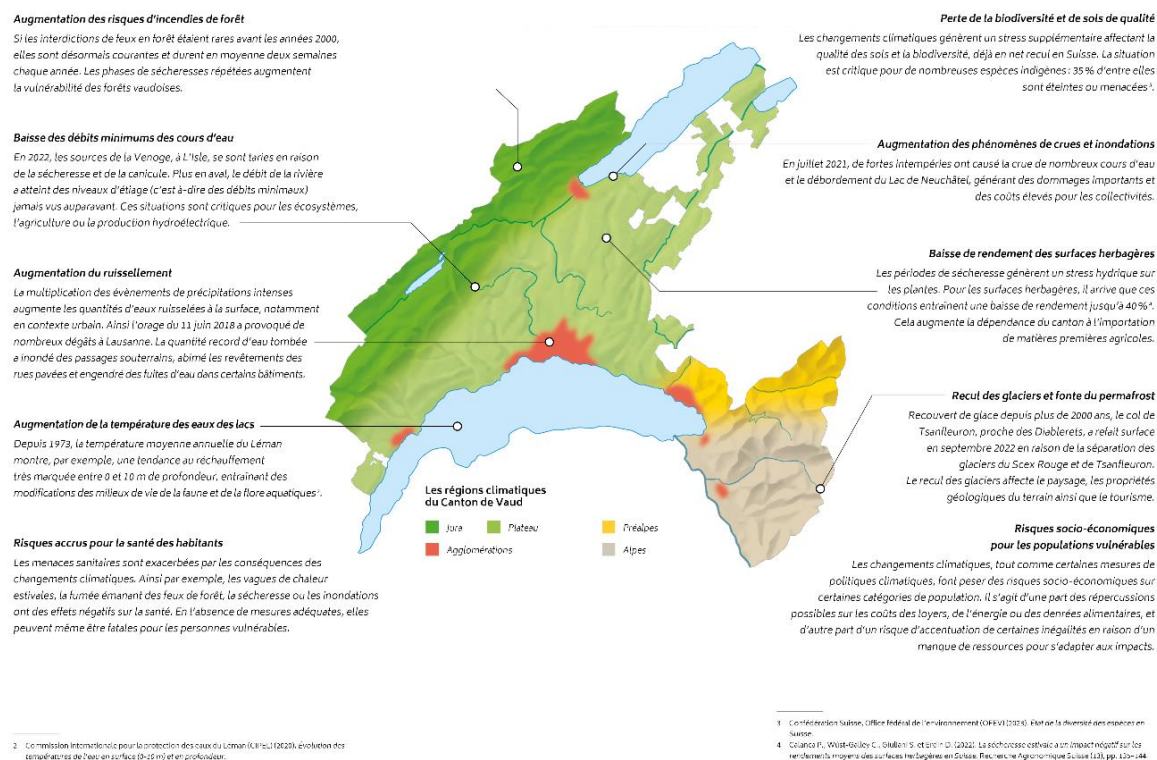 Augmentation des risques d'incendies de forêt
Si les interdictions de feux en forêt étaient rares avant les années 2000,
elles sont désormais courantes et durent en moyenne deux semaines
chaque année. Les phases de sécheresses répétées augmentent
la vulnérabilité des forêts vaudoises.
Baisse des débits minimums des cours d'eau
En 2022, les sources de la Venoge, à L'Isle, se sont taries en raison
de la sécheresse et de la canicule. Plus en aval, le débit de la rivière
a atteint des niveaux d'étiage (c'est-à-dire des débits minimaux)
jamais vus auparavant. Ces situations sont critiques pour les écosystèmes,
l'agriculture ou la production hydroélectrique.
Augmentation du ruissellement
La multiplication des évènements de précipitations intenses
augmente les quantités d'eaux ruisselées à la surface, notamment
en contexte urbain. Ainsi l'orage du 11 juin 2018 a provoqué de
nombreux dégâts à Lausanne. La quantité record d'eau tombée
a inondé des passages souterrains, abîmé les revêtements des
rues pavées et engendré des fuites d'eau dans certains bâtiments.
Augmentation de la température des eaux des lacs
Depuis 1973, la température moyenne annuelle du Léman
montre, par exemple, une tendance au réchauffement
très marquée entre 0 et 10 m de profondeur, entraînant des
modifications des milieux de vie de la faune et de la flore aquatiques².
Risques accrus pour la santé des habitants
Les menaces sanitaires sont exacerbées par les conséquences des
changements climatiques. Ainsi par exemple, les vagues de chaleur
estivales, la fumée émanant des feux de forêt, la sécheresse ou les inondations
ont des effets négatifs sur la santé. En l'absence de mesures adéquates, elles
peuvent même être fatales pour les personnes vulnérables.
Les régions climatiques
du Canton de Vaud
Jura
Plateau
Préalpes
Agglomérations
Alpes
Perte de la biodiversité et de sols de qualité
Les changements climatiques génèrent un stress supplémentaire affectant la
qualité des sols et la biodiversité, déjà en net recul en Suisse. La situation
est critique pour de nombreuses espèces indigènes : 35 % d'entre elles
sont éteintes ou menacées³.
Augmentation des phénomènes de crues et inondations
En juillet 2021, de fortes intempéries ont causé la crue de nombreux cours d'eau
et le débordement du Lac de Neuchâtel, générant des dommages importants et
des coûts élevés pour les collectivités.
Baisse de rendement des surfaces herbagères
Les périodes de sécheresse génèrent un stress hydrique sur
les plantes. Pour les surfaces herbagères, il arrive que ces
conditions entraînent une baisse de rendement jusqu'à 40 %⁴.
Cela augmente la dépendance du canton à l'importation
de matières premières agricoles.
Recul des glaciers et fonte du permafrost
Recouvert de glace depuis plus de 2000 ans, le col de
Tsanfleuron, proche des Diablerets, a refait surface
en septembre 2022 en raison de la séparation des
glaciers du Scex Rouge et de Tsanfleuron.
Le recul des glaciers affecte le paysage, les propriétés
géologiques du terrain ainsi que le tourisme.
Risques socio-économiques
pour les populations vulnérables
Les changements climatiques, tout comme certaines mesures de
politiques climatiques, font peser des risques socio-économiques sur
certaines catégories de population. Il s'agit d'une part des répercussions
possibles sur les coûts des loyers, de l'énergie ou des denrées alimentaires, et
d'autre part d'un risque d'accentuation de certaines inégalités en raison d'un
manque de ressources pour s'adapter aux impacts.
2 Commission internationale pour la protection des eaux du Léman (CIPEL) (2020). Évolution des
températures de l'eau en surface (0-10 m) et en profondeur.
3 Confédération Suisse, Office fédéral de l'environnement (OFEV) (2023). État de la diversité des espèces en
Suisse.
4 Calanca P., Wüst-Galley C., Giuliani S. et Erdin D. (2022). La sécheresse estivale a un impact négatif sur les
rendements moyens des surfaces herbagères en Suisse. Recherche Agronomique Suisse (13), pp. 135–144.